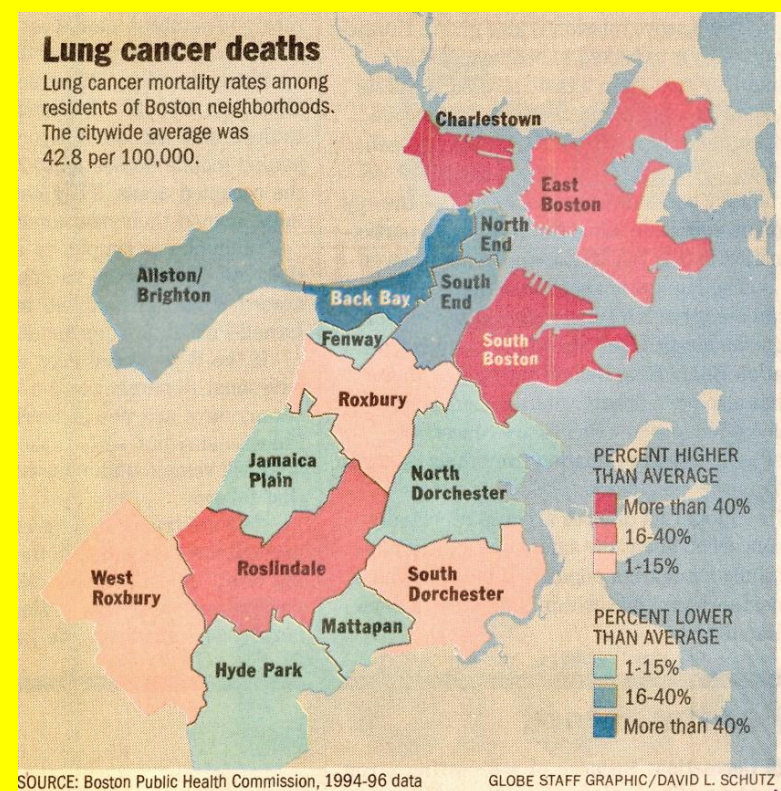 Lung cancer deaths
Lung cancer mortality rates among
residents of Boston neighborhoods.
The citywide average was
42.8 per 100,000.
Charlestown
East
Boston
North
End
Allston/
Brighton
South
End
Back Bay
Fenway
South
Boston
Roxbury
Jamaica
Plain
North
Dorchester
PERCENT HIGHER
THAN AVERAGE
More than 40%
16-40%
1-15%
Roslindale
West
Roxbury
South
Dorchester
Mattapan
Hyde Park
PERCENT LOWER
THAN AVERAGE
1-15%
16-40%
More than 40%
SOURCE: Boston Public Health Commission, 1994-96 data
GLOBE STAFF GRAPHIC/DAVID L. SCHUTZ